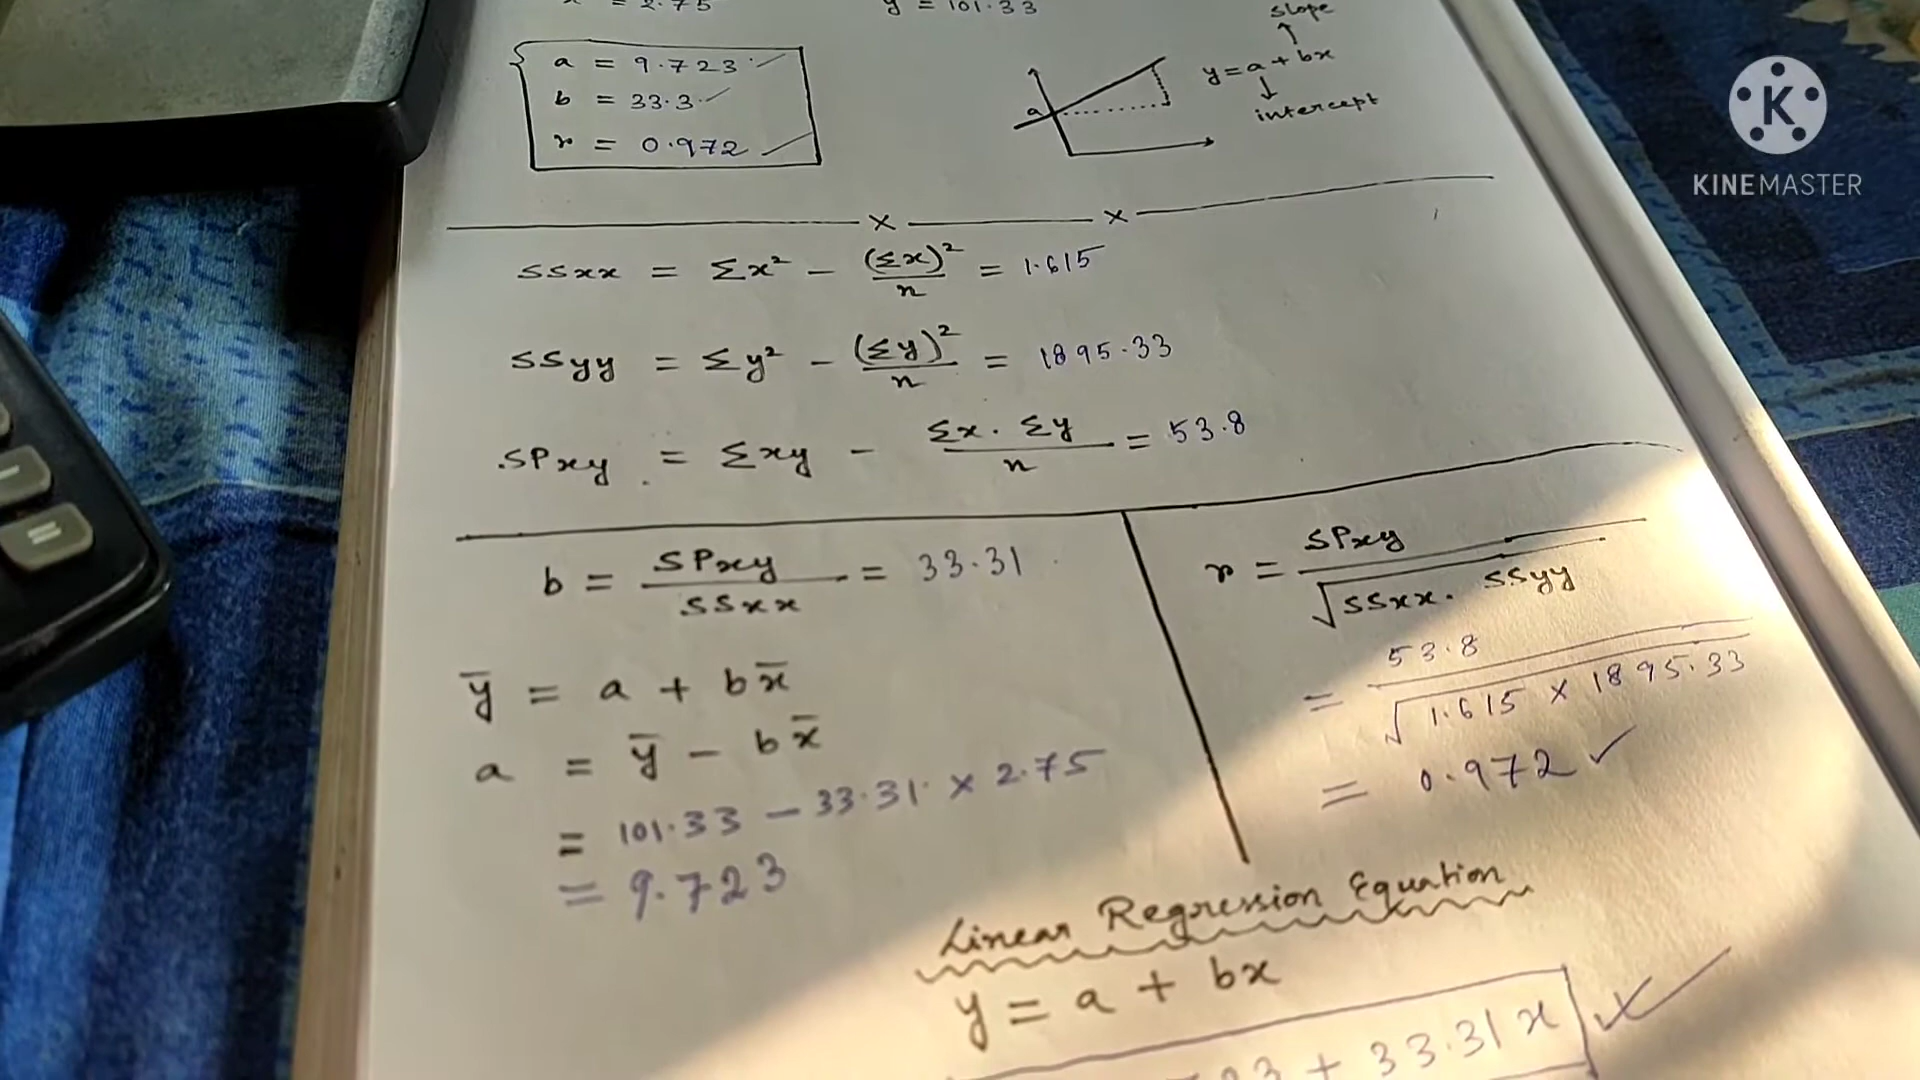 = 2.75
y = 101.33
a = 9.723
b = 33.3
r = 0.972
slope
y = a + bx
intercept
a
KINEMASTER
SSxx = Σx² - (Σx)²/n = 1.615
SSyy = Σy² - (Σy)²/n = 1895.33
SPxy = Σxy - Σx · Σy/n = 53.8
b = SPxy/SSxx = 33.31
ȳ = a + bx̄
a = ȳ - bx̄
= 101.33 - 33.31 × 2.75
= 9.723
r = SPxy/√SSxx · SSyy
= 53.8/√1.615 × 1895.33
= 0.972 ✓
Linear Regression Equation
y = a + bx
23 + 33.31x